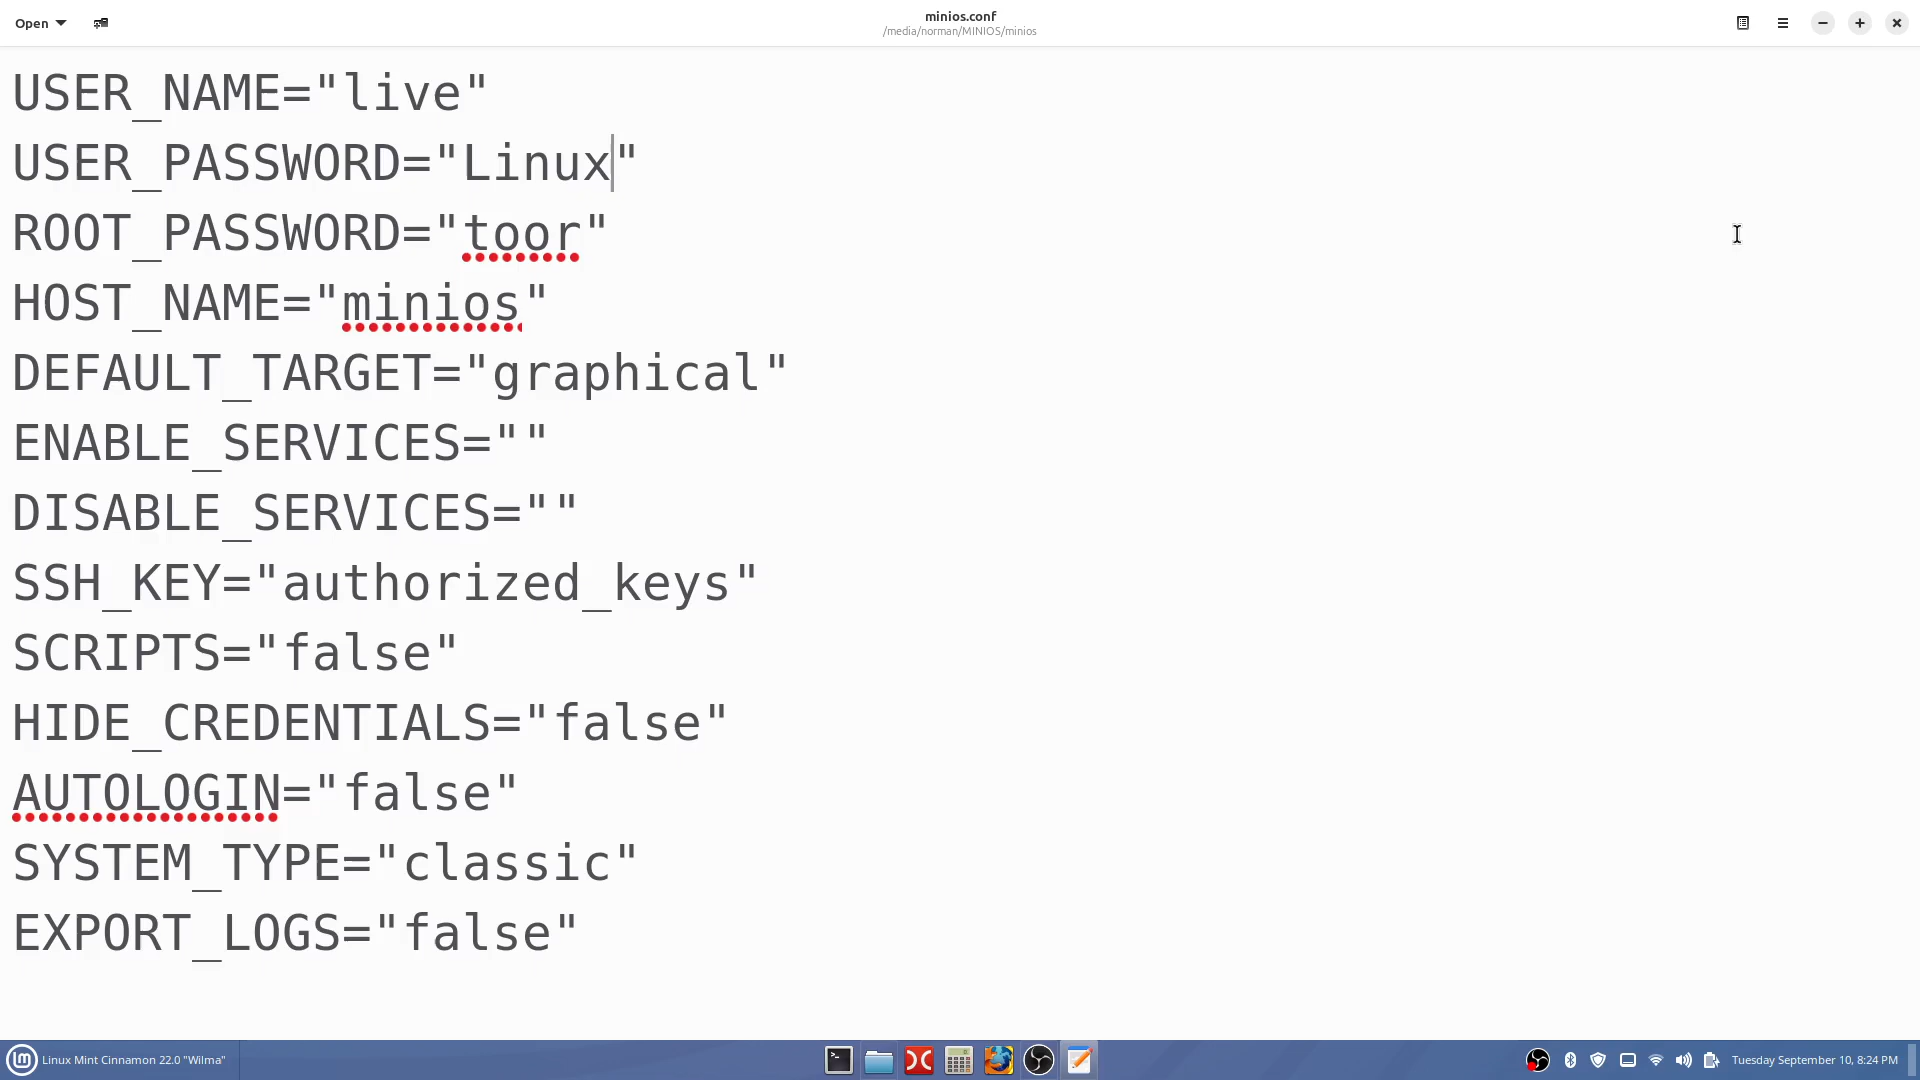 Open
minios.conf
/media/norman/MINIOS/minios
USER_NAME="live"
USER_PASSWORD="Linux"
ROOT_PASSWORD="toor"
HOST_NAME="minios"
DEFAULT_TARGET="graphical"
ENABLE_SERVICES=""
DISABLE_SERVICES=""
SSH_KEY="authorized_keys"
SCRIPTS="false"
HIDE_CREDENTIALS="false"
AUTOLOGIN="false"
SYSTEM_TYPE="classic"
EXPORT_LOGS="false"
Linux Mint Cinnamon 22.0 "Wilma"
Tuesday September 10, 8:24 PM